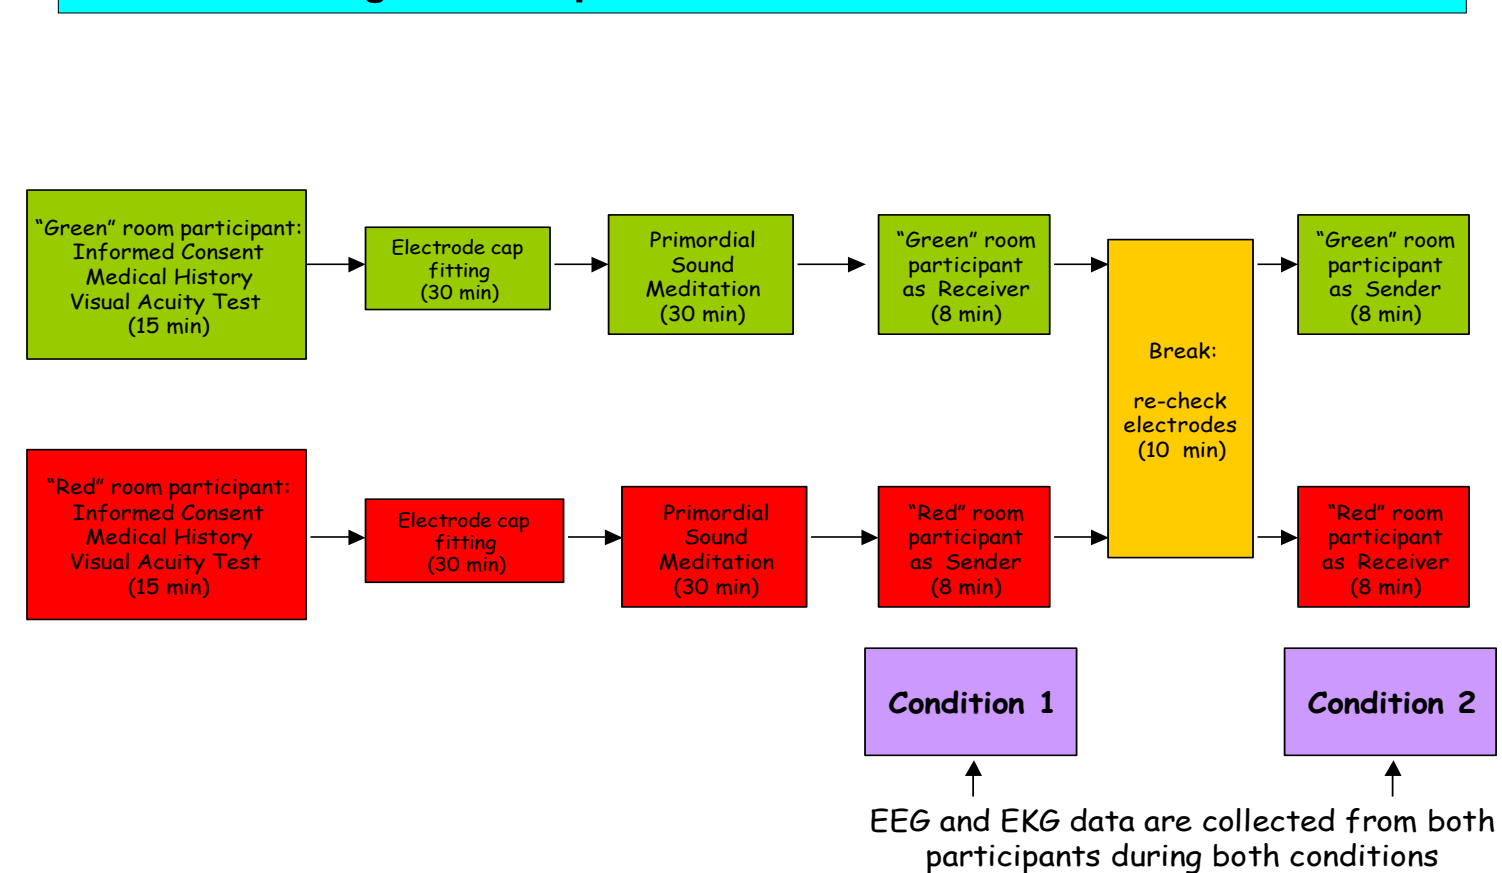 “Green” room participant:
Informed Consent
Medical History
Visual Acuity Test
(15 min)
Electrode cap
fitting
(30 min)
Primordial
Sound
Meditation
(30 min)
“Green” room
participant
as Receiver
(8 min)
Break:
re-check
electrodes
(10 min)
“Green” room
participant
as Sender
(8 min)
“Red” room participant:
Informed Consent
Medical History
Visual Acuity Test
(15 min)
Electrode cap
fitting
(30 min)
Primordial
Sound
Meditation
(30 min)
“Red” room
participant
as Sender
(8 min)
“Red” room
participant
as Receiver
(8 min)
Condition 1
Condition 2
EEG and EKG data are collected from both
participants during both conditions